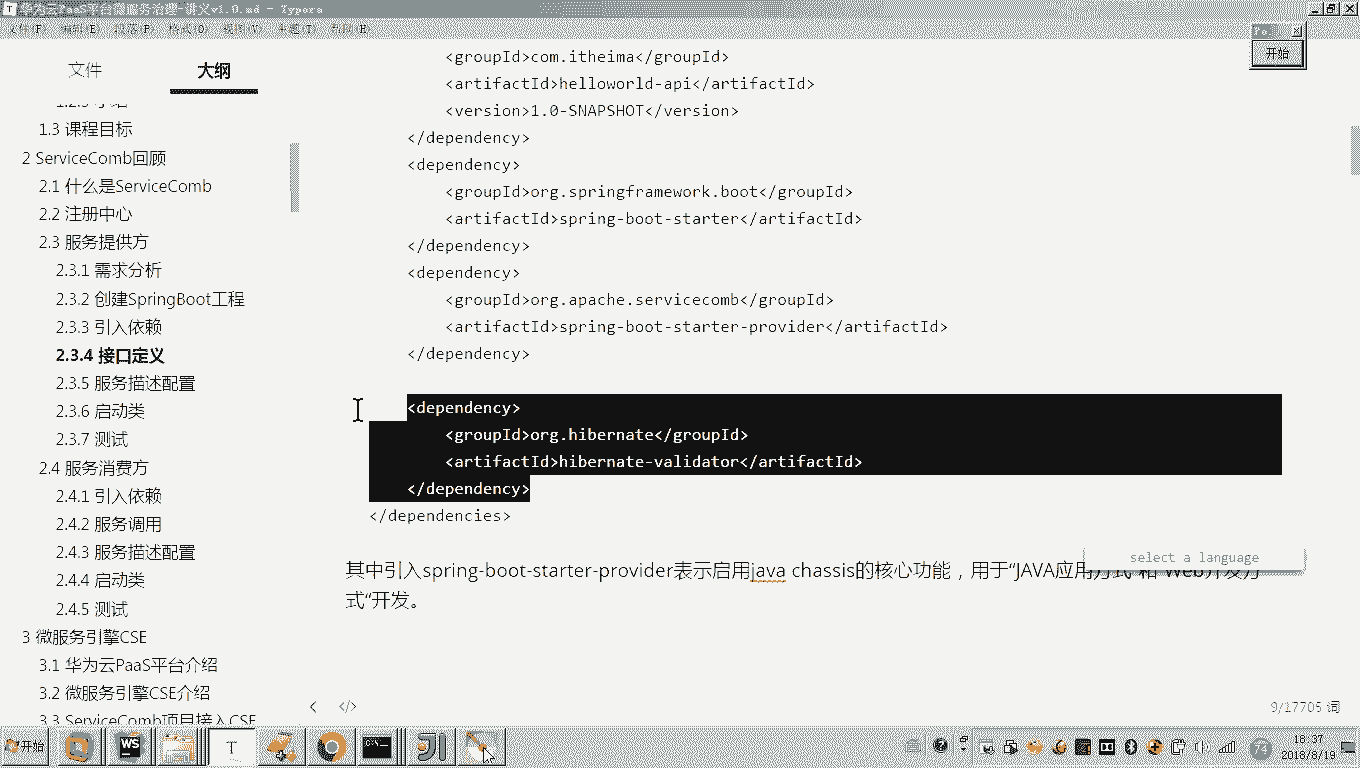 华为云PaaS平台微服务治理-讲义v1.0.md - Typora
文件(F) 编辑(E) 段落(P) 格式(O) 视图(V) 主题(T) 帮助(H)
开始
文件
大纲
1.3 课程目标
2 ServiceComb回顾
2.1 什么是ServiceComb
2.2 注册中心
2.3 服务提供方
2.3.1 需求分析
2.3.2 创建SpringBoot工程
2.3.3 引入依赖
2.3.4 接口定义
2.3.5 服务描述配置
2.3.6 启动类
2.3.7 测试
2.4 服务消费方
2.4.1 引入依赖
2.4.2 服务调用
2.4.3 服务描述配置
2.4.4 启动类
2.4.5 测试
3 微服务引擎CSE
3.1 华为云PaaS平台介绍
3.2 微服务引擎CSE介绍
3.3 ServiceComb项目接入CSE
<groupId>com.itheima</groupId>
<artifactId>helloworld-api</artifactId>
<version>1.0-SNAPSHOT</version>
</dependency>
<dependency>
<groupId>org.springframework.boot</groupId>
<artifactId>spring-boot-starter</artifactId>
</dependency>
<dependency>
<groupId>org.apache.servicecomb</groupId>
<artifactId>spring-boot-starter-provider</artifactId>
</dependency>
<dependency>
<groupId>org.hibernate</groupId>
<artifactId>hibernate-validator</artifactId>
</dependency>
</dependencies>
select a language
其中引入spring-boot-starter-provider表示启用java chassis的核心功能，用于“JAVA应用方式”和“Web开发方
式“开发。
</>
9/17705 词
开始
WS
T
74
18:37
2018/8/19